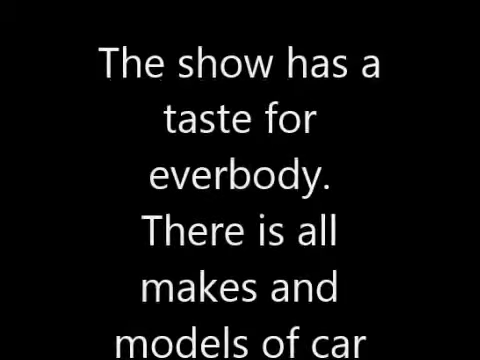 The show has a
taste for
everbody.
There is all
makes and
models of car